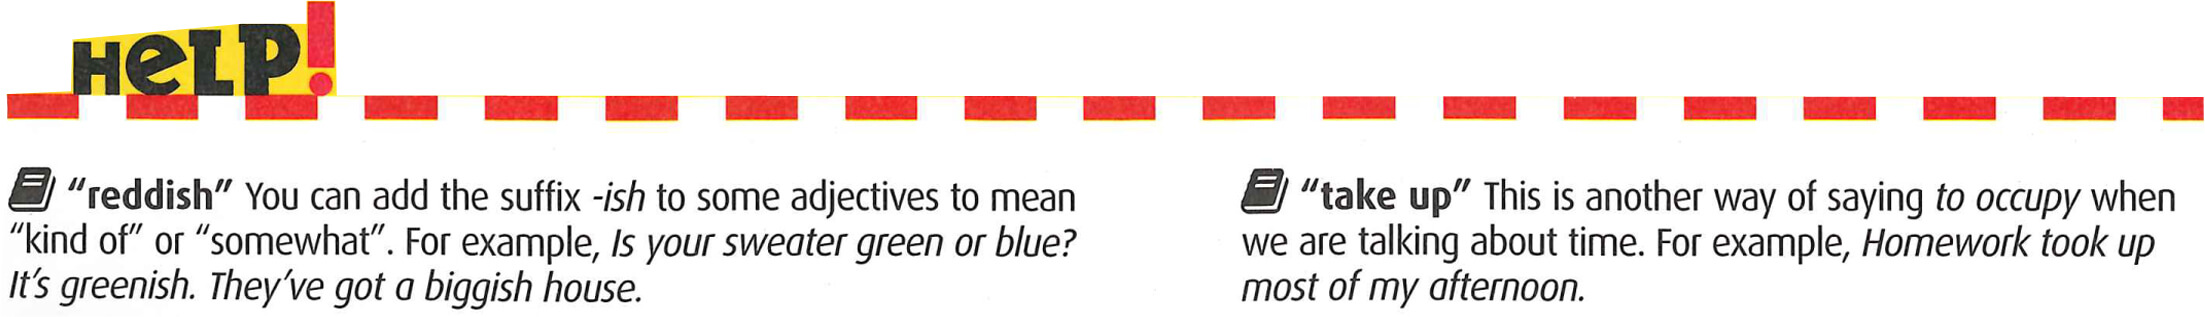 HeLP!
“reddish” You can add the suffix -ish to some adjectives to mean
“kind of” or “somewhat”. For example, Is your sweater green or blue?
It’s greenish. They’ve got a biggish house.
“take up” This is another way of saying to occupy when
we are talking about time. For example, Homework took up
most of my afternoon.